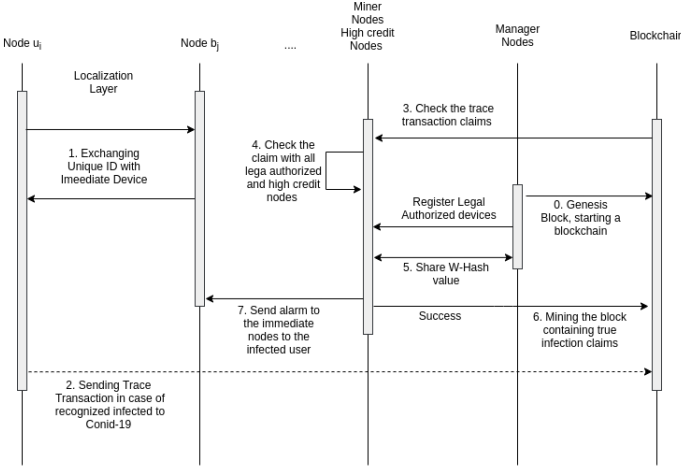 Miner
Nodes
High credit
Nodes
Manager
Nodes
Blockchain
Node ui
Node bj
....
Localization
Layer
3. Check the trace
transaction claims
4. Check the
claim with all
lega authorized
and high credit
nodes
1. Exchanging
Unique ID with
Imeediate Device
Register Legal
Authorized devices
0. Genesis
Block, starting a
blockchain
5. Share W-Hash
value
7. Send alarm to
the immediate
nodes to the
infected user
Success
6. Mining the block
containing true
infection claims
2. Sending Trace
Transaction in case of
recognized infected to
Conid-19